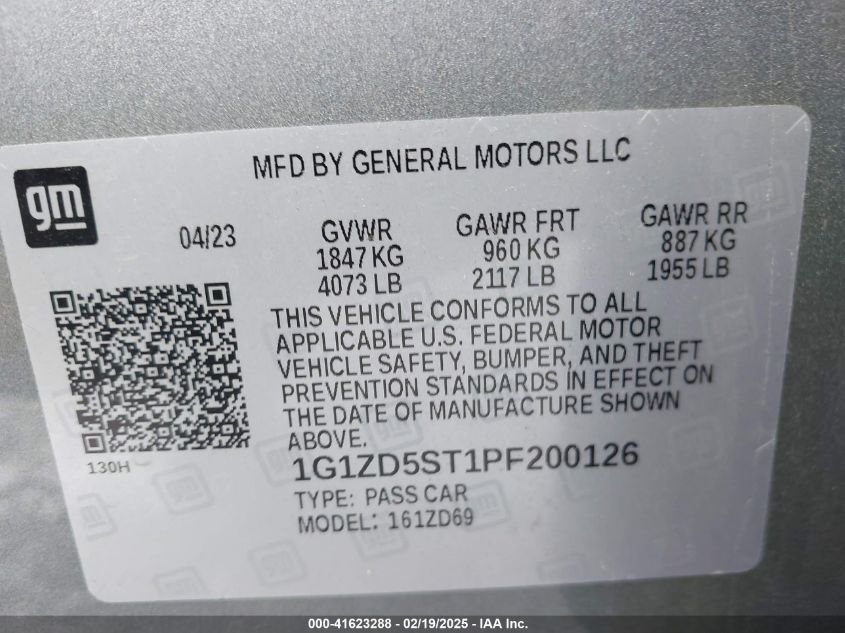 MFD BY GENERAL MOTORS LLC
gm
04/23
GVWR
1847 KG
4073 LB
GAWR FRT
960 KG
2117 LB
GAWR RR
887 KG
1955 LB
THIS VEHICLE CONFORMS TO ALL
APPLICABLE U.S. FEDERAL MOTOR
VEHICLE SAFETY, BUMPER, AND THEFT
PREVENTION STANDARDS IN EFFECT ON
THE DATE OF MANUFACTURE SHOWN
ABOVE.
130H
1G1ZD5ST1PF200126
TYPE: PASS CAR
MODEL: 161ZD69
000-41623288 - 02/19/2025 - IAA Inc.